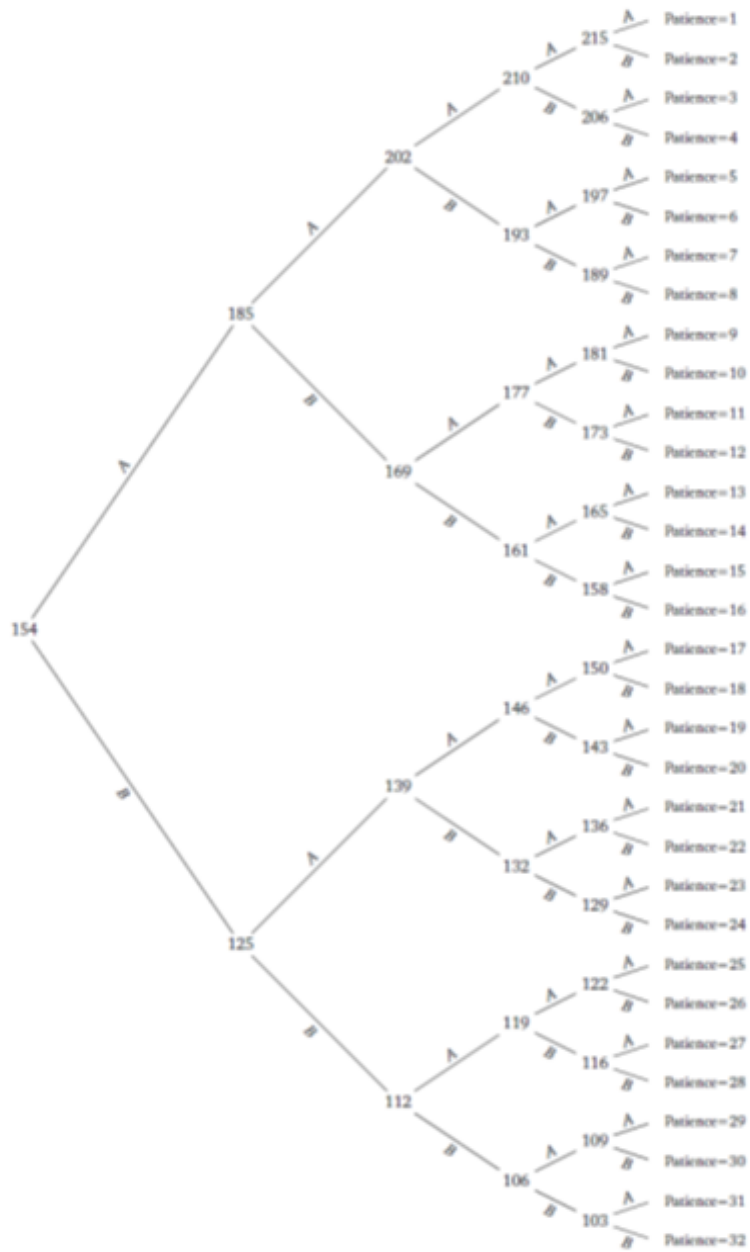 A Patience=1
215
A
B Patience=2
210
A Patience=3
A B
206
B Patience=4
202
A Patience=5
197
B A
B Patience=6
A 193
A Patience=7
B
189
B Patience=8
185
A Patience=9
181
A
B Patience=10
177
B A Patience=11
A B
173
B Patience=12
A 169
A Patience=13
165
B A
B Patience=14
161
A Patience=15
B
158
B Patience=16
154
A Patience=17
150
A
B Patience=18
146
A Patience=19
A B
143
B Patience=20
139
B
A Patience=21
136
B A
B Patience=22
A 132
A Patience=23
B
129
B Patience=24
125
A Patience=25
122
A
B Patience=26
119
B A Patience=27
A B
116
B Patience=28
112
A Patience=29
109
B A
B Patience=30
106
A Patience=31
B
103
B Patience=32